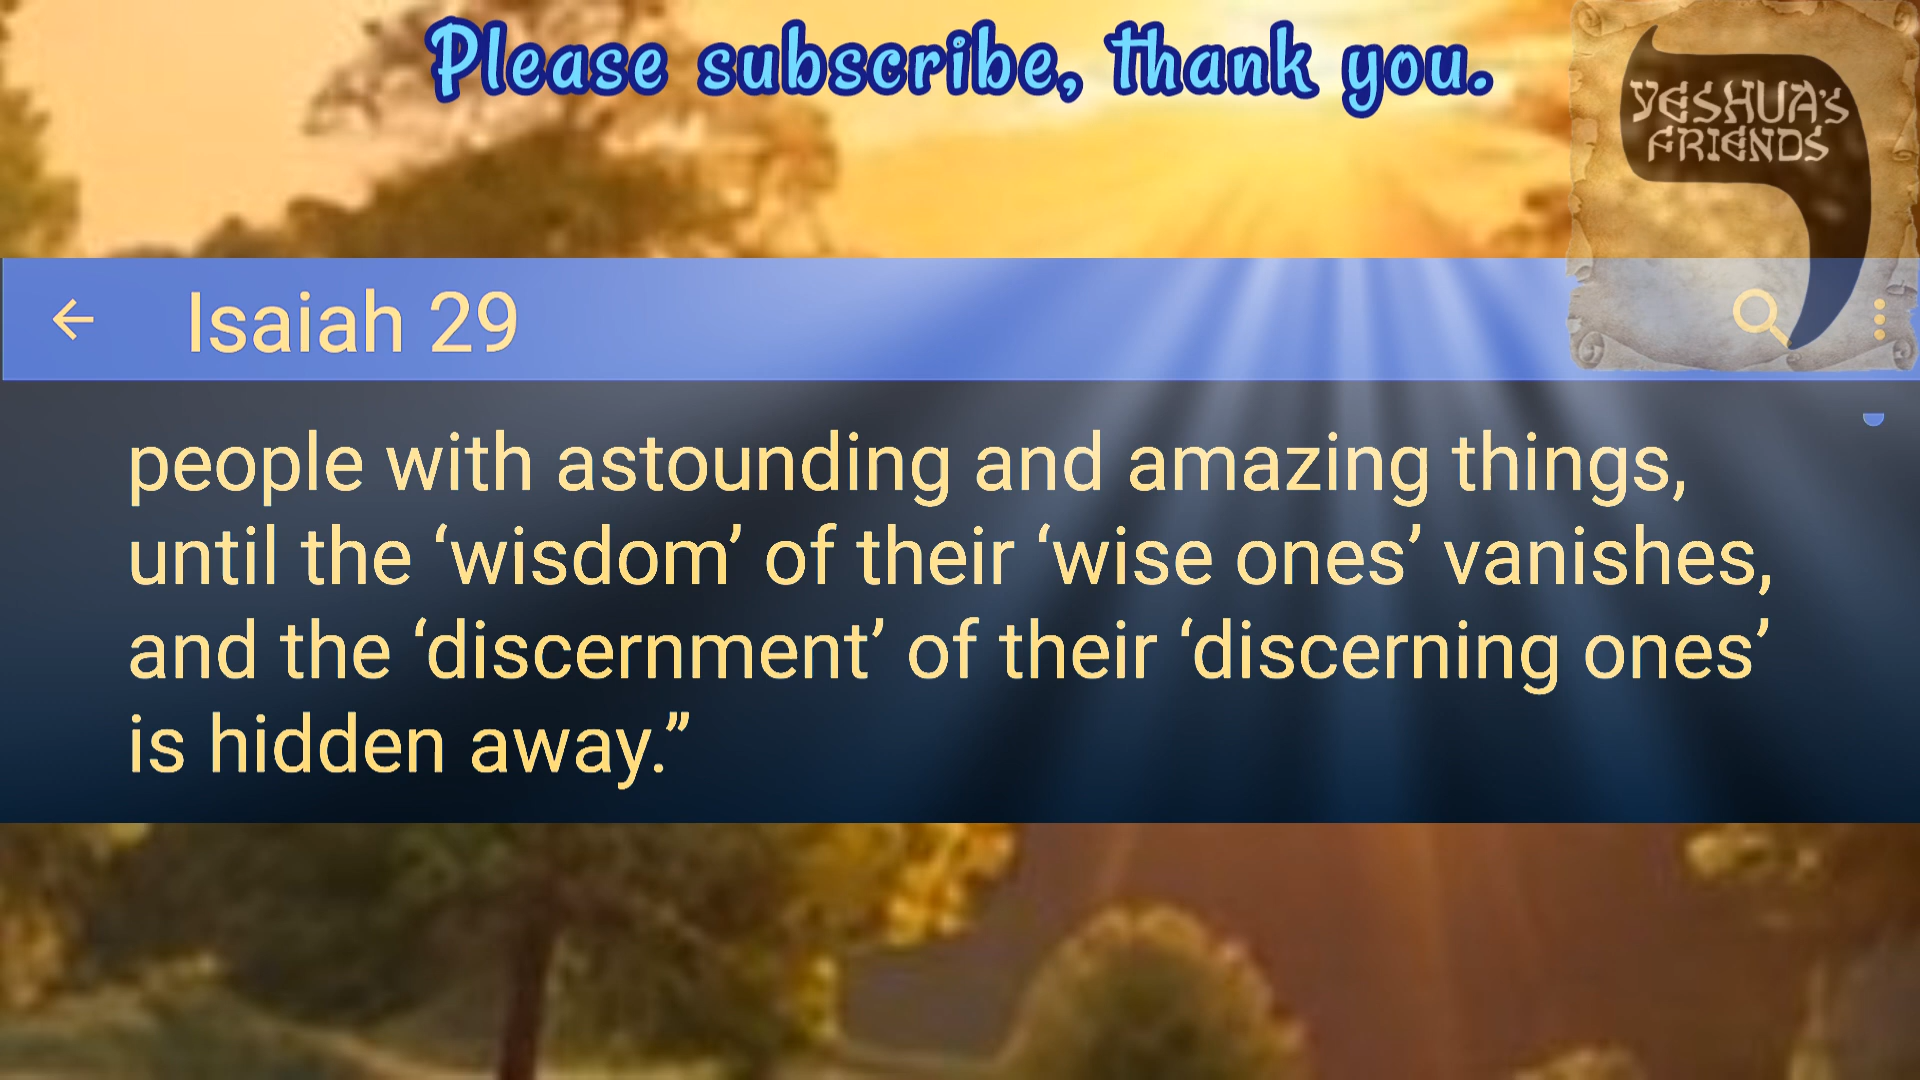 Please subscribe, thank you.
YESHUA'S
FRIENDS
Isaiah 29
people with astounding and amazing things,
until the ‘wisdom’ of their ‘wise ones’ vanishes,
and the ‘discernment’ of their ‘discerning ones’
is hidden away.”